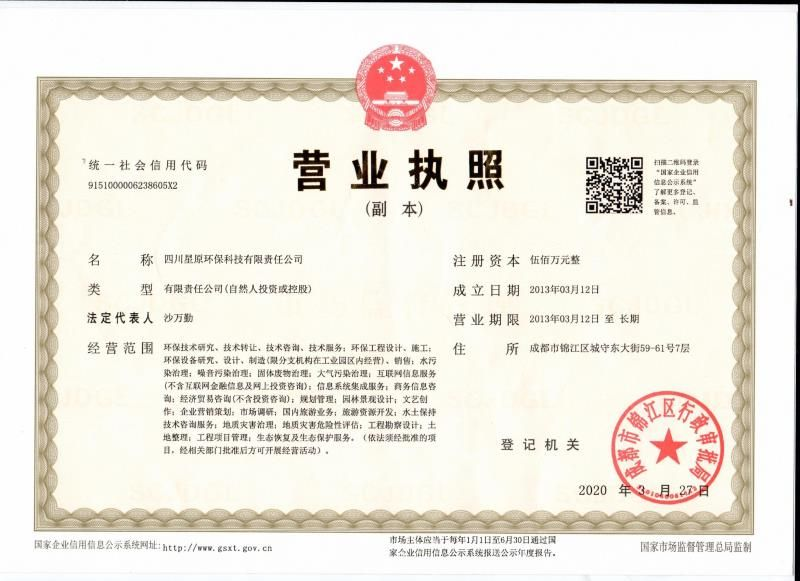 营业执照
(副 本)
统一社会信用代码
9151000006238605X2
扫描二维码登录
“国家企业信用
信息公示系统”
了解更多登记、
备案、许可、监
管信息。
名 称 四川星原环保科技有限责任公司
类 型 有限责任公司(自然人投资或控股)
法定代表人 沙万勤
经营范围 环保技术研究、技术转让、技术咨询、技术服务；环保工程设计、施工；
环保设备研究、设计、制造(限分支机构在工业园区内经营)、销售；水污
染治理；噪音污染治理；固体废物治理；大气污染治理；互联网信息服务
(不含互联网金融信息及网上投资咨询)；信息系统集成服务；商务信息咨
询；经济贸易咨询(不含投资咨询)；规划管理；园林景观设计；文艺创
作；企业营销策划；市场调研；国内旅游业务；旅游资源开发；水土保持
技术咨询服务；地质灾害治理；地质灾害危险性评估；工程勘察设计；土
地整理；工程项目管理；生态恢复及生态保护服务。（依法须经批准的项
目，经相关部门批准后方可开展经营活动）。
注册资本 伍佰万元整
成立日期 2013年03月12日
营业期限 2013年03月12日 至 长期
住 所 成都市锦江区城守东大街59-61号7层
登记机关
成都市锦江区行政审批局
2020 年 3 月 27 日
国家企业信用信息公示系统网址：http://www.gsxt.gov.cn
市场主体应当于每年1月1日至6月30日通过国
家企业信用信息公示系统报送公示年度报告。
国家市场监督管理总局监制